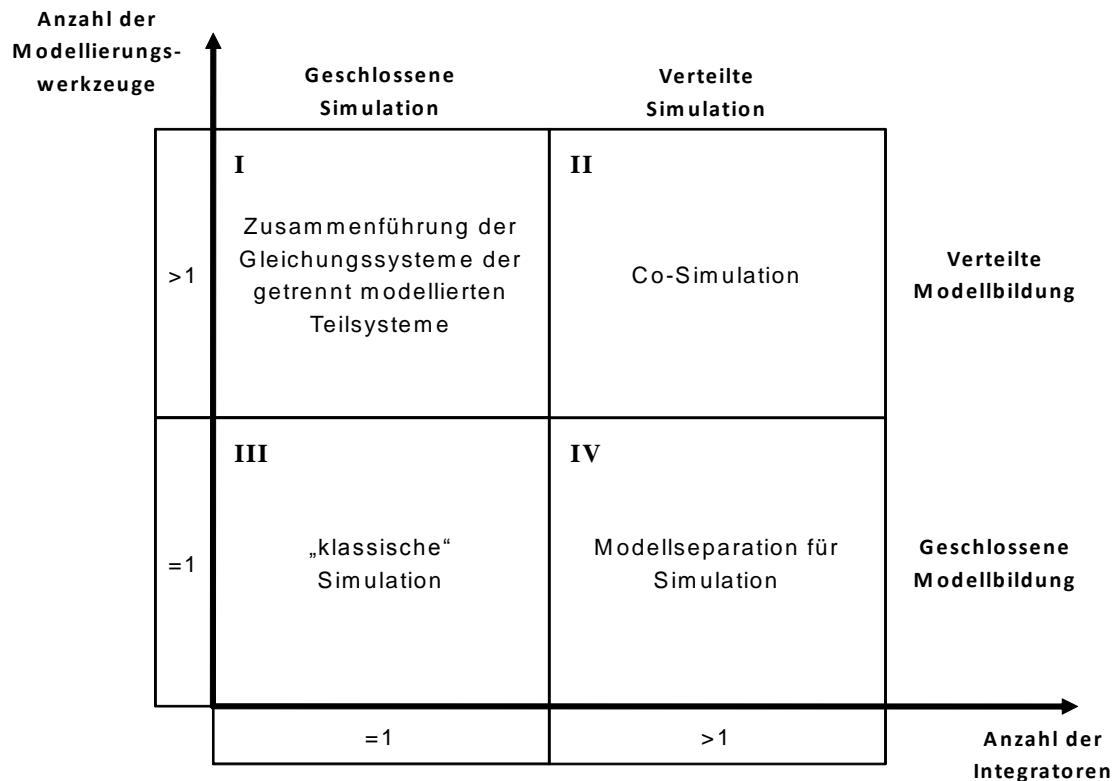 Anzahl der
Modellierungs-
werkzeuge
Geschlossene
Simulation
Verteilte
Simulation
I
Zusammenführung der
Gleichungssysteme der
getrennt modellierten
Teilsysteme
II
Co-Simulation
>1
Verteilte
Modellbildung
III
„klassische“
Simulation
IV
Modellseparation für
Simulation
=1
Geschlossene
Modellbildung
=1
>1
Anzahl der
Integratoren